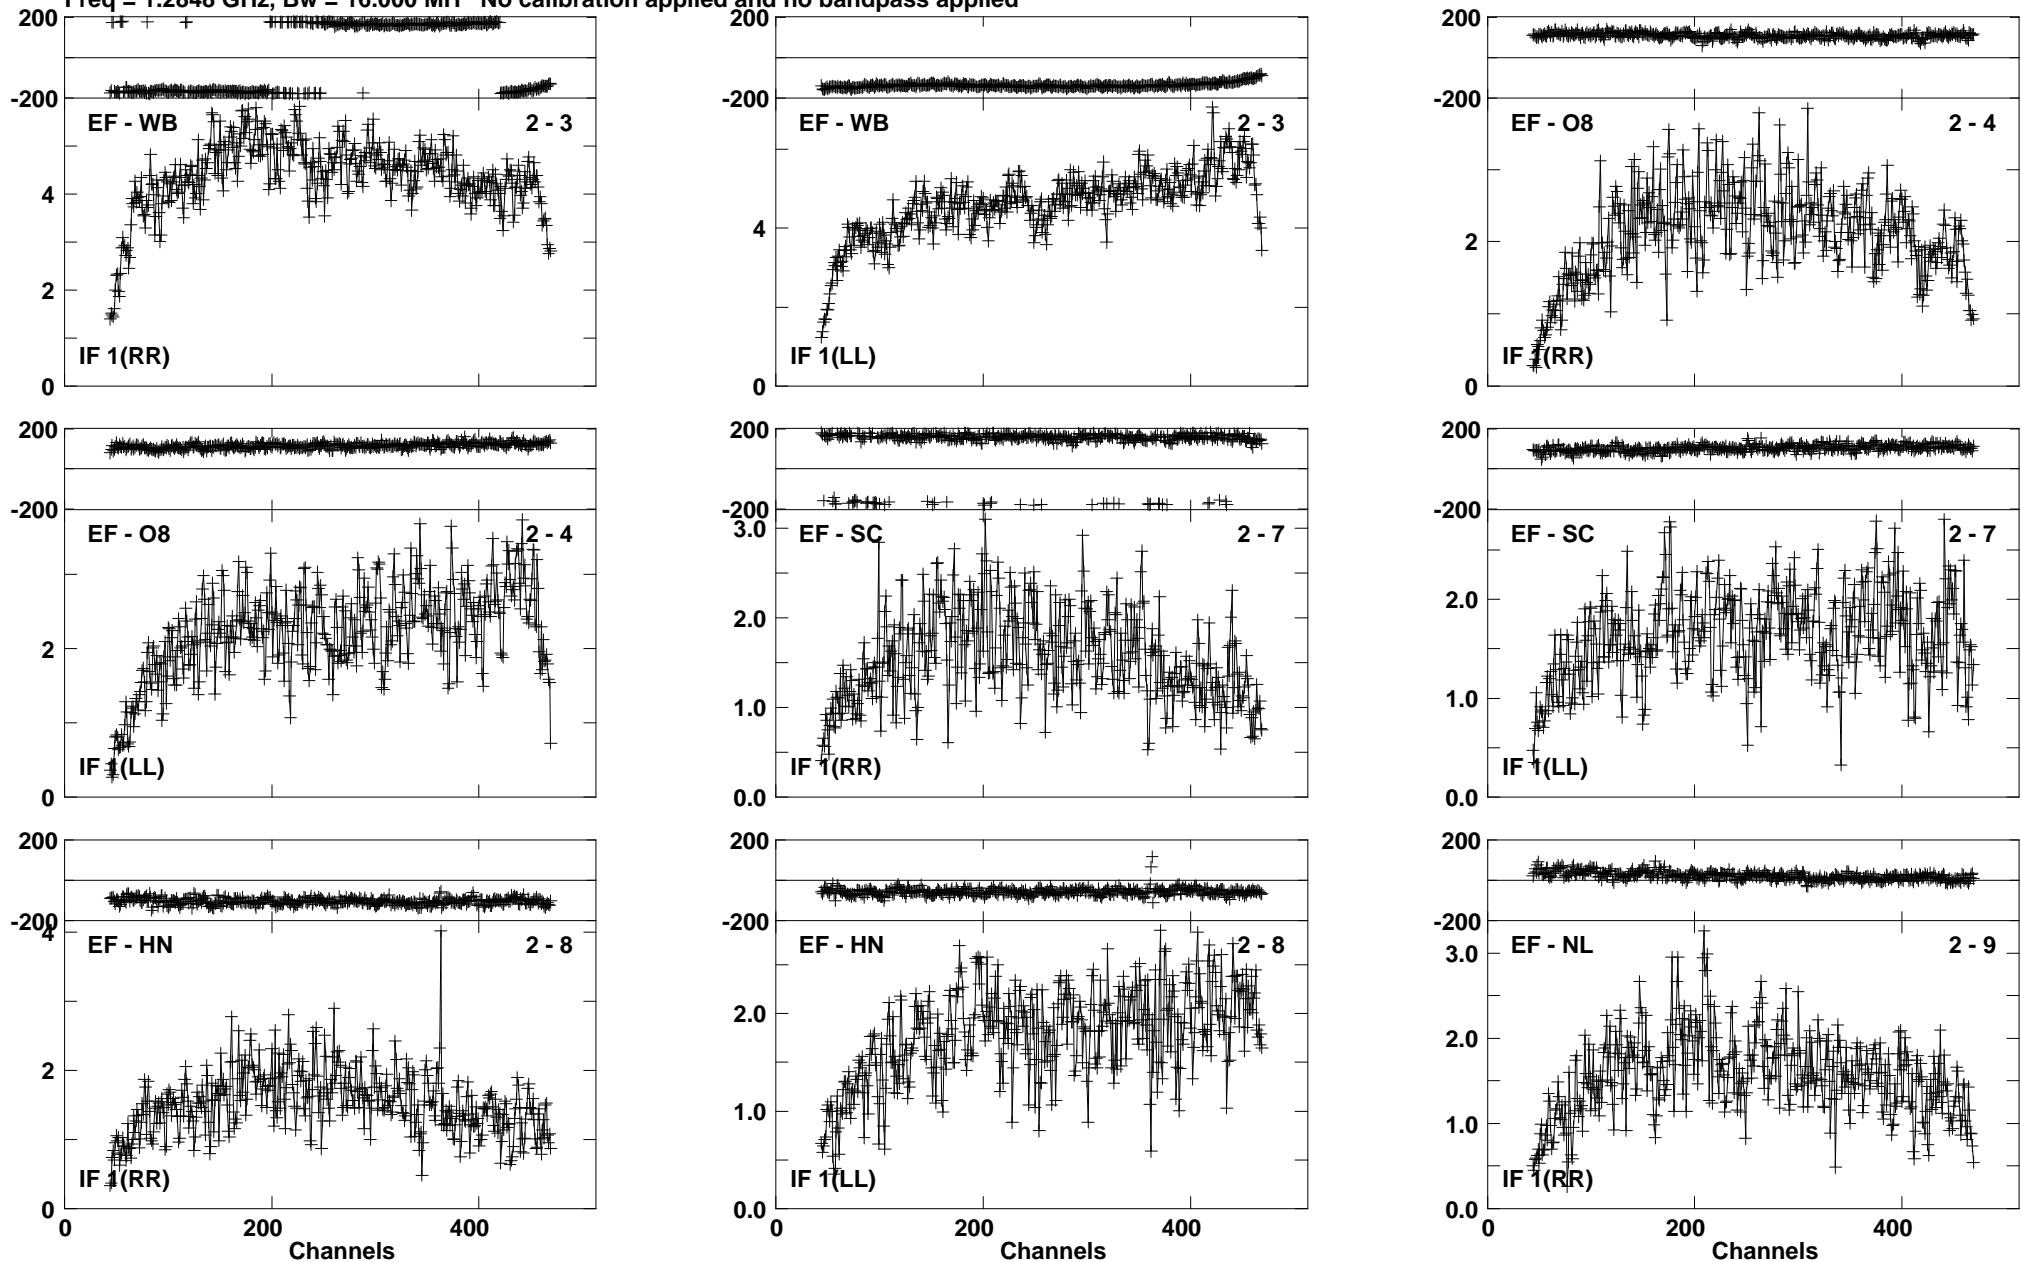 Freq = 1.2848 GHz, Bw = 16.000 MH No calibration applied and no bandpass applied
200
-200
EF - WB 2 - 3
4
2
0
IF 1(RR)
200
-200
EF - WB 2 - 3
4
0
IF 1(LL)
200
-200
EF - O8 2 - 4
2
0
IF 1(RR)
200
-200
EF - O8 2 - 4
2
0
IF 1(LL)
200
-200
3.0
EF - SC 2 - 7
2.0
1.0
0.0
IF 1(RR)
200
-200
EF - SC 2 - 7
2.0
1.0
0.0
IF 1(LL)
200
-200
4
EF - HN 2 - 8
2
0
IF 1(RR)
0 200 400
Channels
200
-200
EF - HN 2 - 8
2.0
1.0
0.0
IF 1(LL)
0 200 400
Channels
200
-200
3.0
EF - NL 2 - 9
2.0
1.0
0.0
IF 1(RR)
0 200 400
Channels